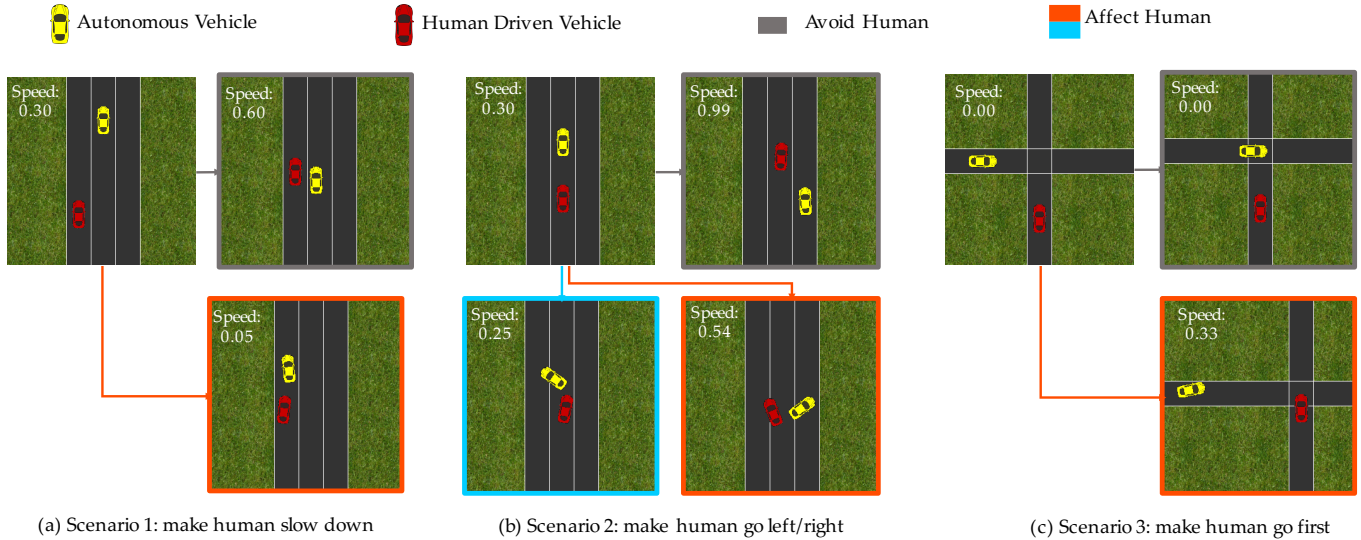 Autonomous Vehicle
Human Driven Vehicle
Avoid Human
Affect Human
Speed:
0.30
Speed:
0.60
Speed:
0.30
Speed:
0.99
Speed:
0.00
Speed:
0.00
Speed:
0.05
Speed:
0.25
Speed:
0.54
Speed:
0.33
(a) Scenario 1: make human slow down
(b) Scenario 2: make human go left/right
(c) Scenario 3: make human go first